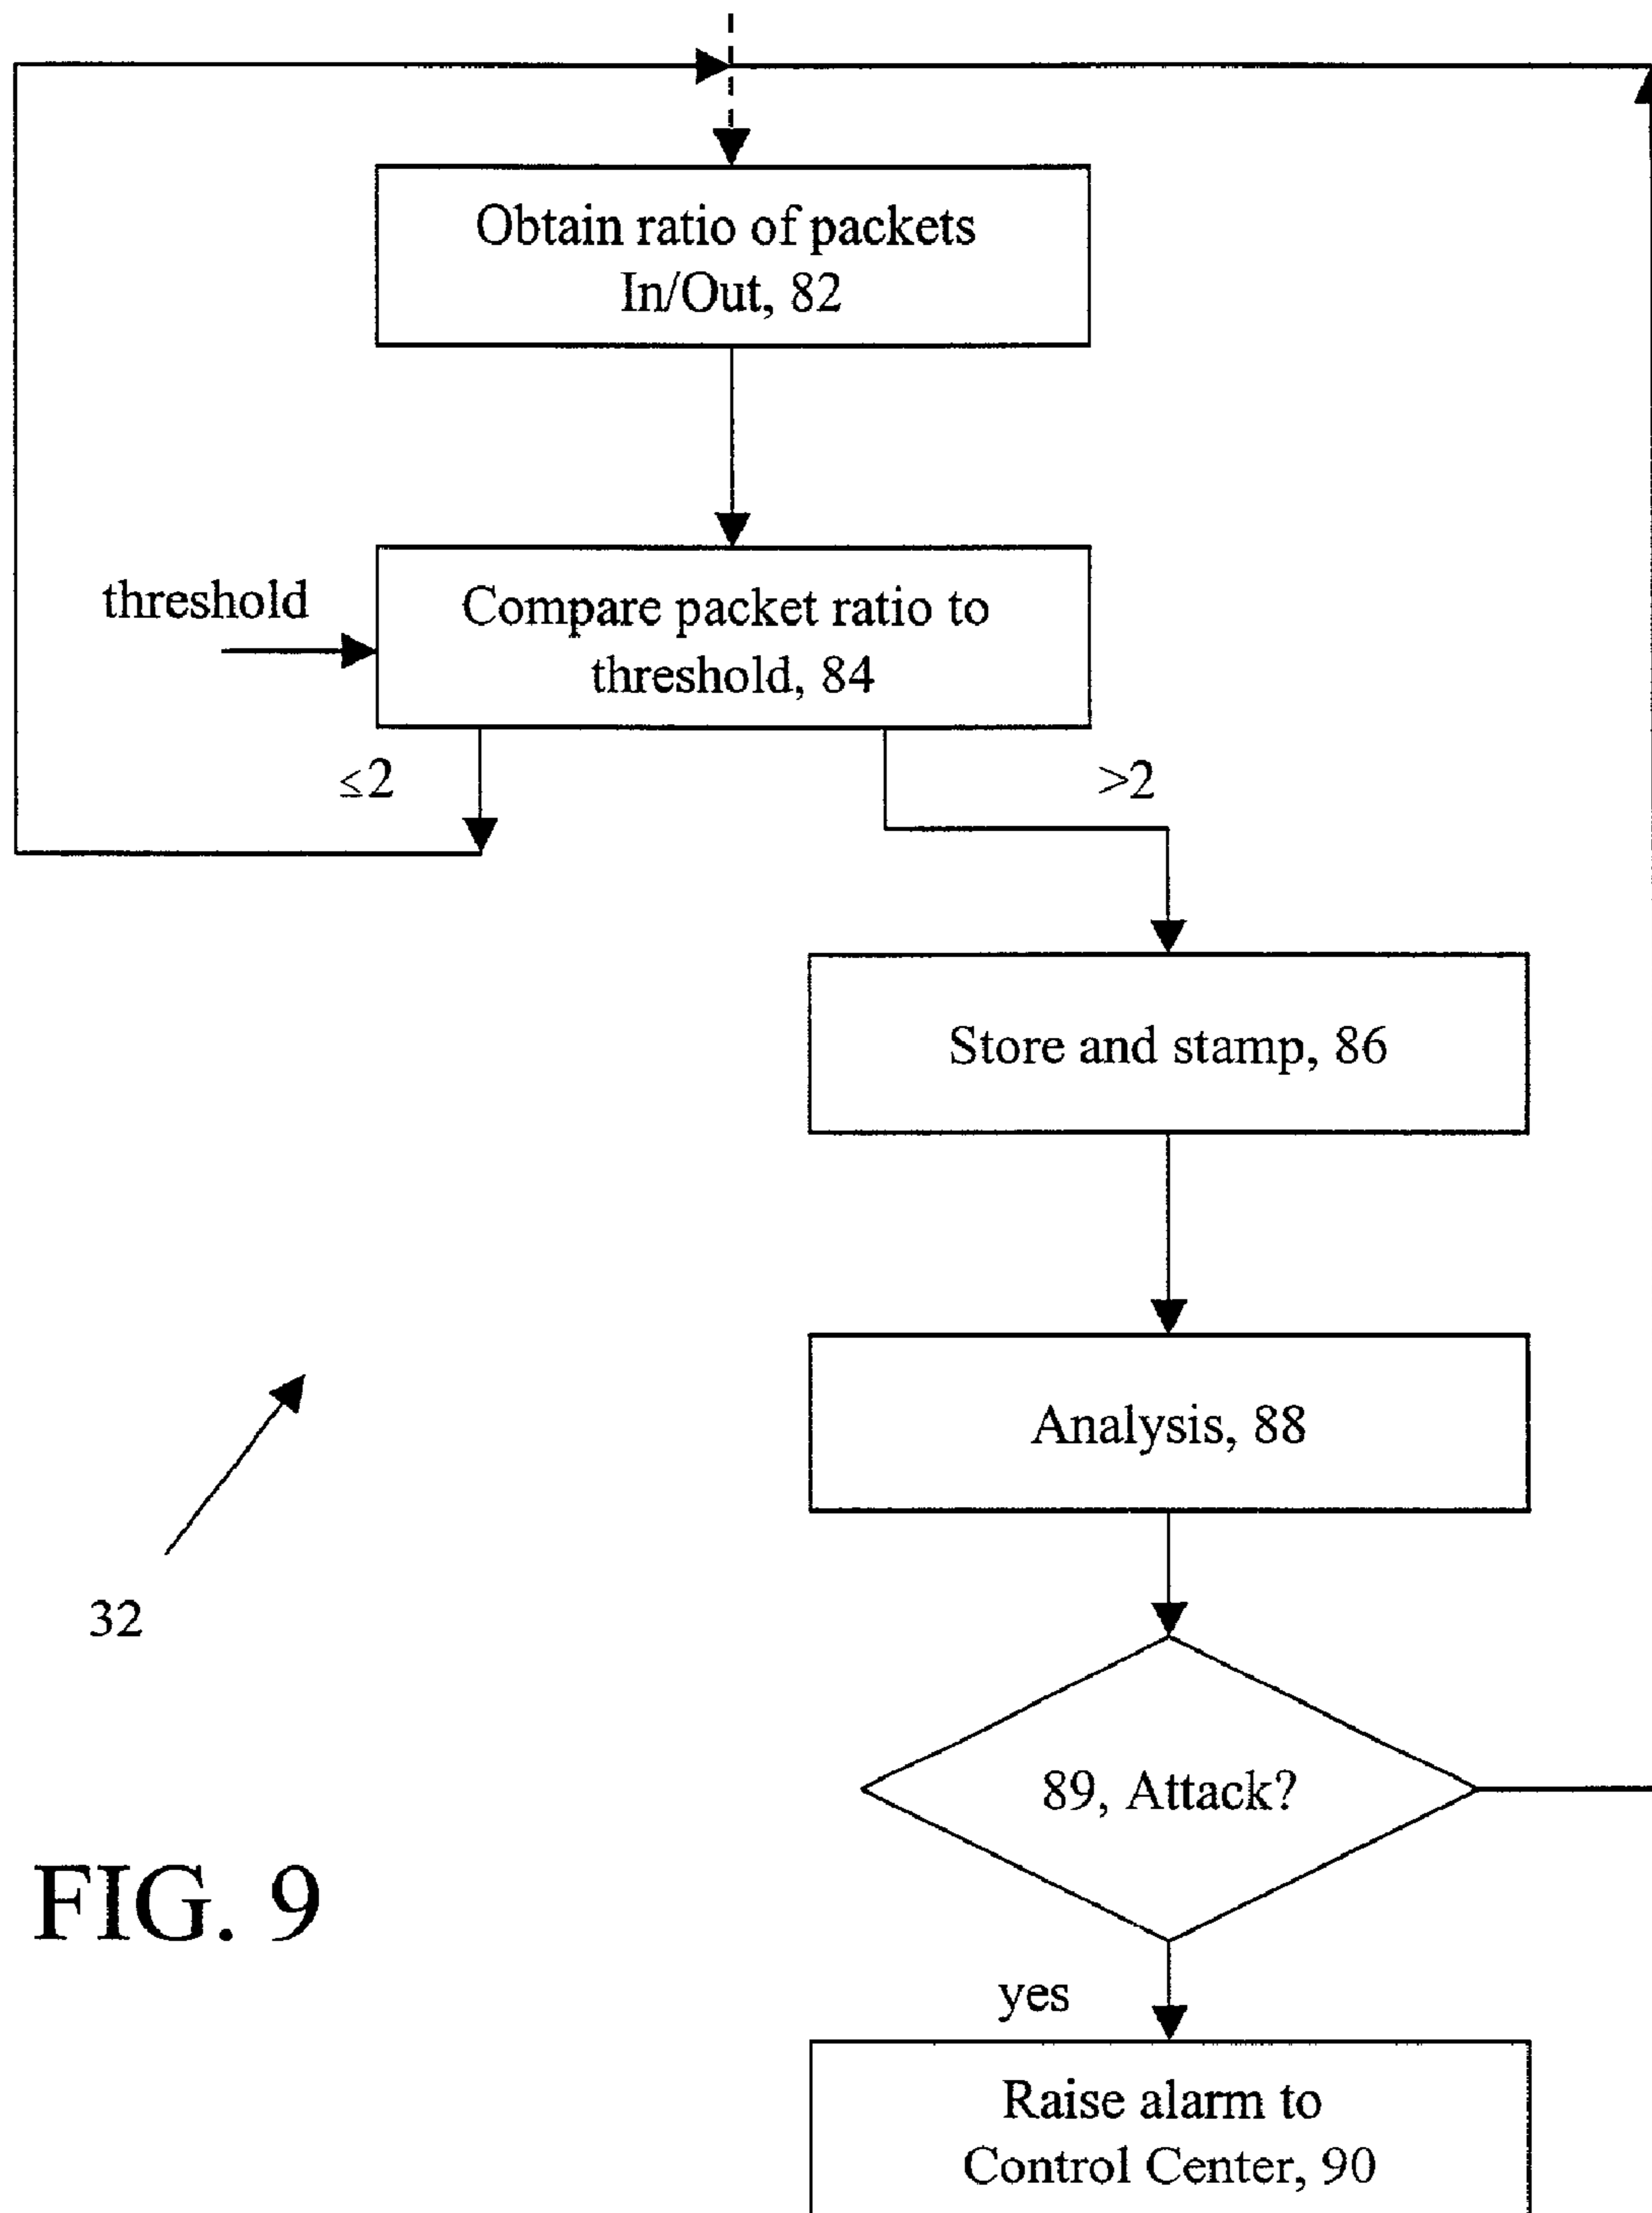 Obtain ratio of packets
In/Out, 82
threshold
Compare packet ratio to
threshold, 84
≤2
>2
Store and stamp, 86
Analysis, 88
32
89, Attack?
FIG. 9
yes
Raise alarm to
Control Center, 90